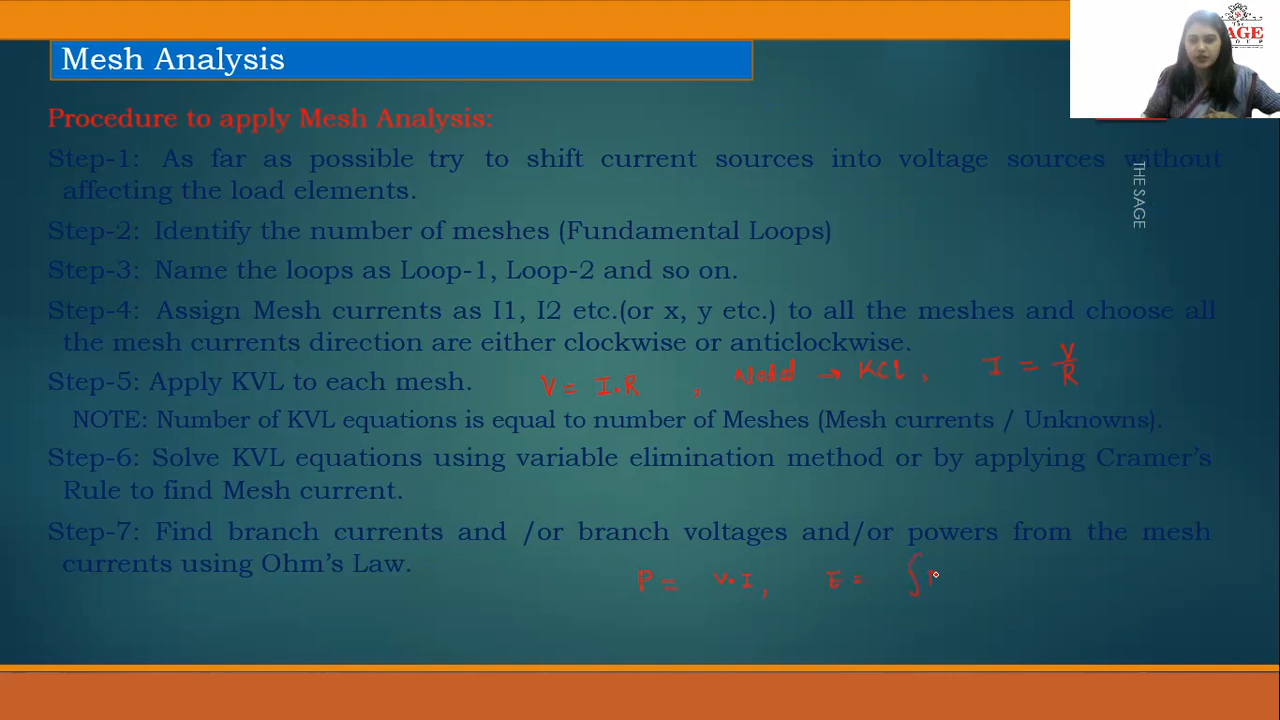 Mesh Analysis
The
AGE
GROUP
Procedure to apply Mesh Analysis:
Step-1: As far as possible try to shift current sources into voltage sources without
affecting the load elements.
THE SAGE
Step-2: Identify the number of meshes (Fundamental Loops)
Step-3: Name the loops as Loop-1, Loop-2 and so on.
Step-4: Assign Mesh currents as I1, I2 etc.(or x, y etc.) to all the meshes and choose all
the mesh currents direction are either clockwise or anticlockwise.
Step-5: Apply KVL to each mesh. V = I.R , Nodal → KCL, I = V/R
NOTE: Number of KVL equations is equal to number of Meshes (Mesh currents / Unknowns).
Step-6: Solve KVL equations using variable elimination method or by applying Cramer's
Rule to find Mesh current.
Step-7: Find branch currents and /or branch voltages and/or powers from the mesh
currents using Ohm's Law.
P = V.I, E = ∫